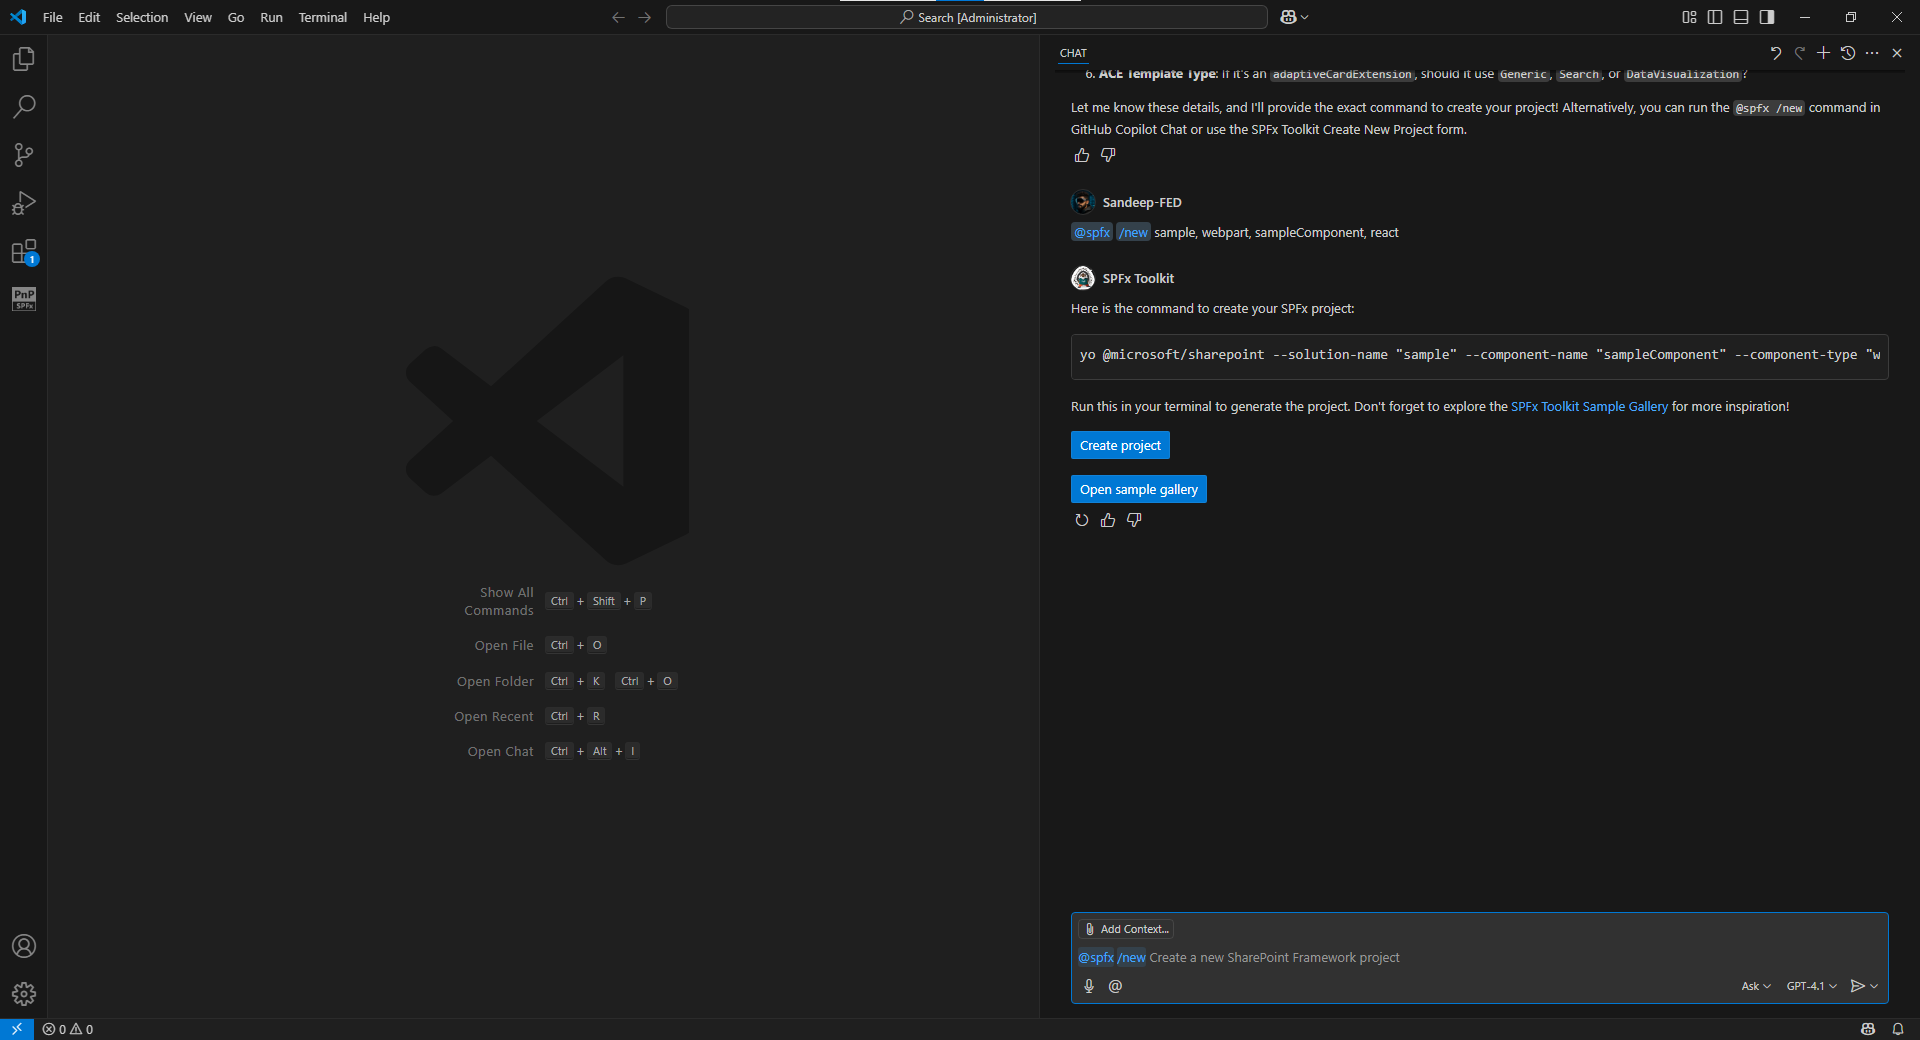 File Edit Selection View Go Run Terminal Help
Search [Administrator]
CHAT
6. ACE Template Type: If it's an adaptiveCardExtension, should it use Generic, Search, or DataVisualization?
Let me know these details, and I'll provide the exact command to create your project! Alternatively, you can run the @spfx /new command in
GitHub Copilot Chat or use the SPFx Toolkit Create New Project form.
Sandeep-FED
@spfx /new sample, webpart, sampleComponent, react
SPFx Toolkit
Here is the command to create your SPFx project:
yo @microsoft/sharepoint --solution-name "sample" --component-name "sampleComponent" --component-type "w
Run this in your terminal to generate the project. Don't forget to explore the SPFx Toolkit Sample Gallery for more inspiration!
Create project
Open sample gallery
1
PnP
SPFx
Show All
Commands Ctrl + Shift + P
Open File Ctrl + O
Open Folder Ctrl + K Ctrl + O
Open Recent Ctrl + R
Open Chat Ctrl + Alt + I
Add Context...
@spfx /new Create a new SharePoint Framework project
@ Ask GPT-4.1
0 0